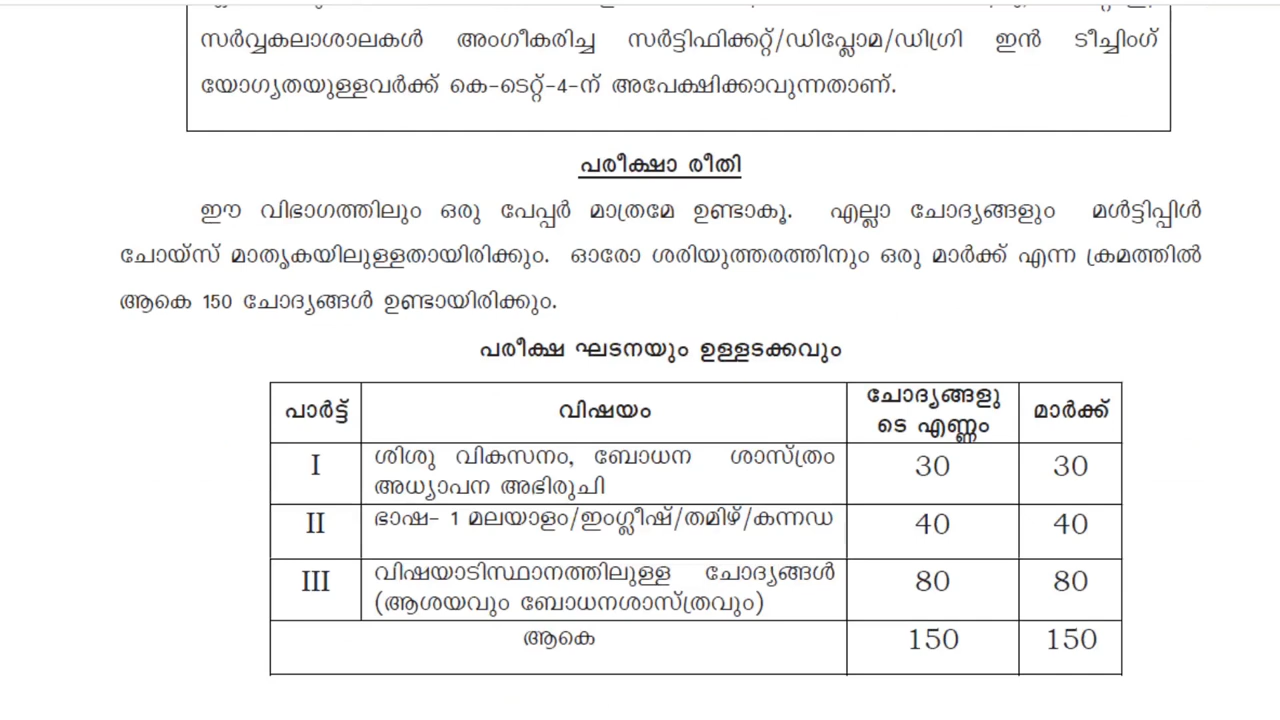 സർവ്വകലാശാലകൾ അംഗീകരിച്ച സർട്ടിഫിക്കറ്റ്/ഡിപ്ലോമ/ഡിഗ്രി ഇൻ ടീച്ചിംഗ്
യോഗ്യതയുള്ളവർക്ക് കെ-ടെറ്റ്-4-ന് അപേക്ഷിക്കാവുന്നതാണ്.
പരീക്ഷാ രീതി
ഈ വിഭാഗത്തിലും ഒരു പേപ്പർ മാത്രമേ ഉണ്ടാകൂ. എല്ലാ ചോദ്യങ്ങളും മൾട്ടിപ്പിൾ
ചോയ്സ് മാതൃകയിലുള്ളതായിരിക്കും. ഓരോ ശരിയുത്തരത്തിനും ഒരു മാർക്ക് എന്ന ക്രമത്തിൽ
ആകെ 150 ചോദ്യങ്ങൾ ഉണ്ടായിരിക്കും.
പരീക്ഷ ഘടനയും ഉള്ളടക്കവും
പാർട്ട് വിഷയം ചോദ്യങ്ങളു മാർക്ക്
ടെ എണ്ണം
I ശിശു വികസനം, ബോധന ശാസ്ത്രം 30 30
അധ്യാപന അഭിരുചി
II ഭാഷ- 1 മലയാളം/ഇംഗ്ലീഷ്/തമിഴ്/കന്നഡ 40 40
III വിഷയാടിസ്ഥാനത്തിലുള്ള ചോദ്യങ്ങൾ 80 80
(ആശയവും ബോധനശാസ്ത്രവും)
ആകെ 150 150